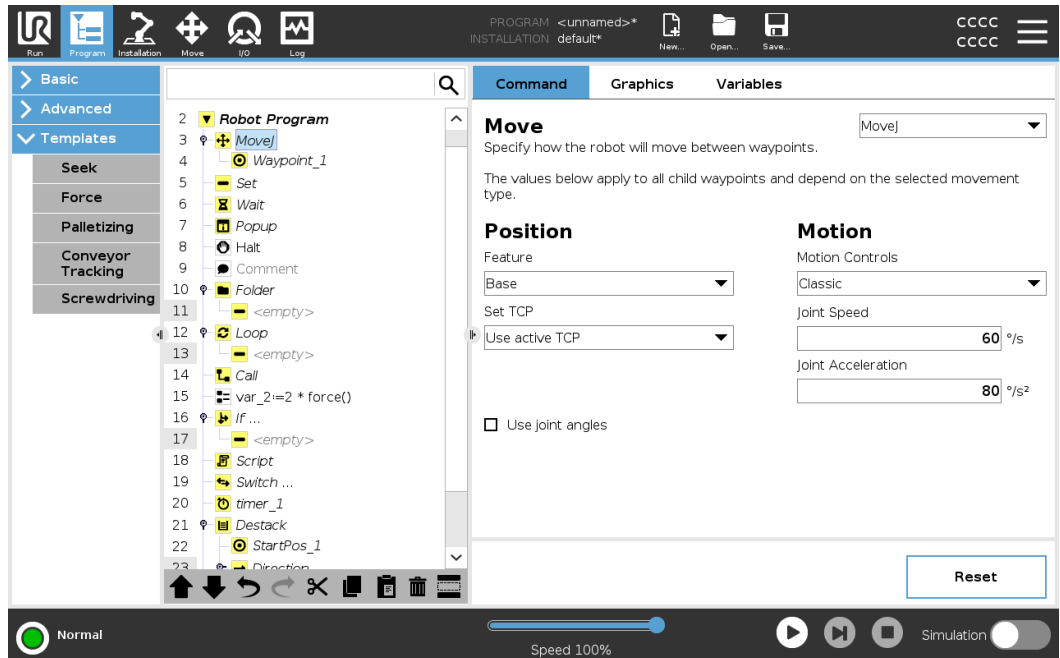 UR
Run
Program
Installation
Move
I/O
Log
PROGRAM <unnamed>*
INSTALLATION default*
New...
Open...
Save...
CCCC
CCCC
Basic
Advanced
Templates
Seek
Force
Palletizing
Conveyor
Tracking
Screwdriving
2 Robot Program
3 MoveJ
4 Waypoint_1
5 Set
6 Wait
7 Popup
8 Halt
9 Comment
10 Folder
11 <empty>
12 Loop
13 <empty>
14 Call
15 var_2:=2 * force()
16 If ...
17 <empty>
18 Script
19 Switch ...
20 timer_1
21 Destack
22 StartPos_1
23 Direction
Command Graphics Variables
Move
MoveJ
Specify how the robot will move between waypoints.
The values below apply to all child waypoints and depend on the selected movement
type.
Position
Feature
Base
Set TCP
Use active TCP
Use joint angles
Motion
Motion Controls
Classic
Joint Speed
60 °/s
Joint Acceleration
80 °/s²
Reset
Normal
Speed 100%
Simulation